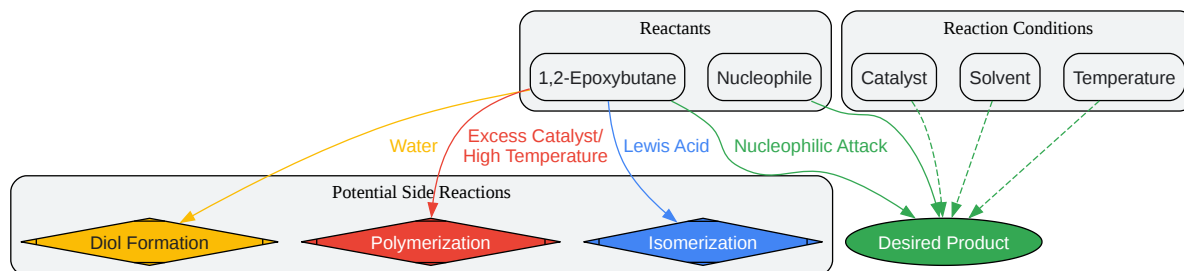 Reactants
Reaction Conditions
1,2-Epoxybutane
Nucleophile
Catalyst
Solvent
Temperature
Water
Excess Catalyst/
High Temperature
Lewis Acid
Nucleophilic Attack
Potential Side Reactions
Diol Formation
Polymerization
Isomerization
Desired Product